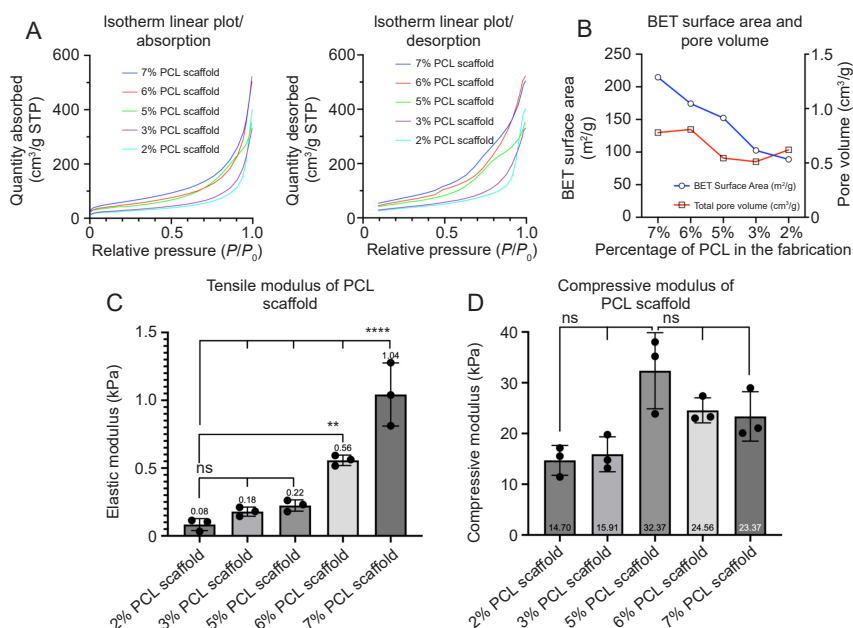 A
Isotherm linear plot/
absorption
Quantity absorbed
(cm³/g STP)
600
400
200
0
7% PCL scaffold
6% PCL scaffold
5% PCL scaffold
3% PCL scaffold
2% PCL scaffold
0
0.5
1.0
Relative pressure (P/P₀)
Isotherm linear plot/
desorption
Quantity desorbed
(cm³/g STP)
600
400
200
0
7% PCL scaffold
6% PCL scaffold
5% PCL scaffold
3% PCL scaffold
2% PCL scaffold
0
0.5
1.0
Relative pressure (P/P₀)
B
BET surface area and
pore volume
BET surface area
(m²/g)
250
200
150
100
50
0
1.5
1.0
0.5
0
Pore volume (cm³/g)
BET Surface Area (m²/g)
Total pore volume (cm³/g)
7%
6%
5%
3%
2%
Percentage of PCL in the fabrication
C
Tensile modulus of PCL
scaffold
Elastic modulus (kPa)
1.5
1.0
0.5
0
ns
**
****
0.08
0.18
0.22
0.56
1.04
2% PCL scaffold
3% PCL scaffold
5% PCL scaffold
6% PCL scaffold
7% PCL scaffold
D
Compressive modulus of
PCL scaffold
Compressive modulus (kPa)
40
30
20
10
0
ns
ns
14.70
15.91
32.37
24.56
23.37
2% PCL scaffold
3% PCL scaffold
5% PCL scaffold
6% PCL scaffold
7% PCL scaffold